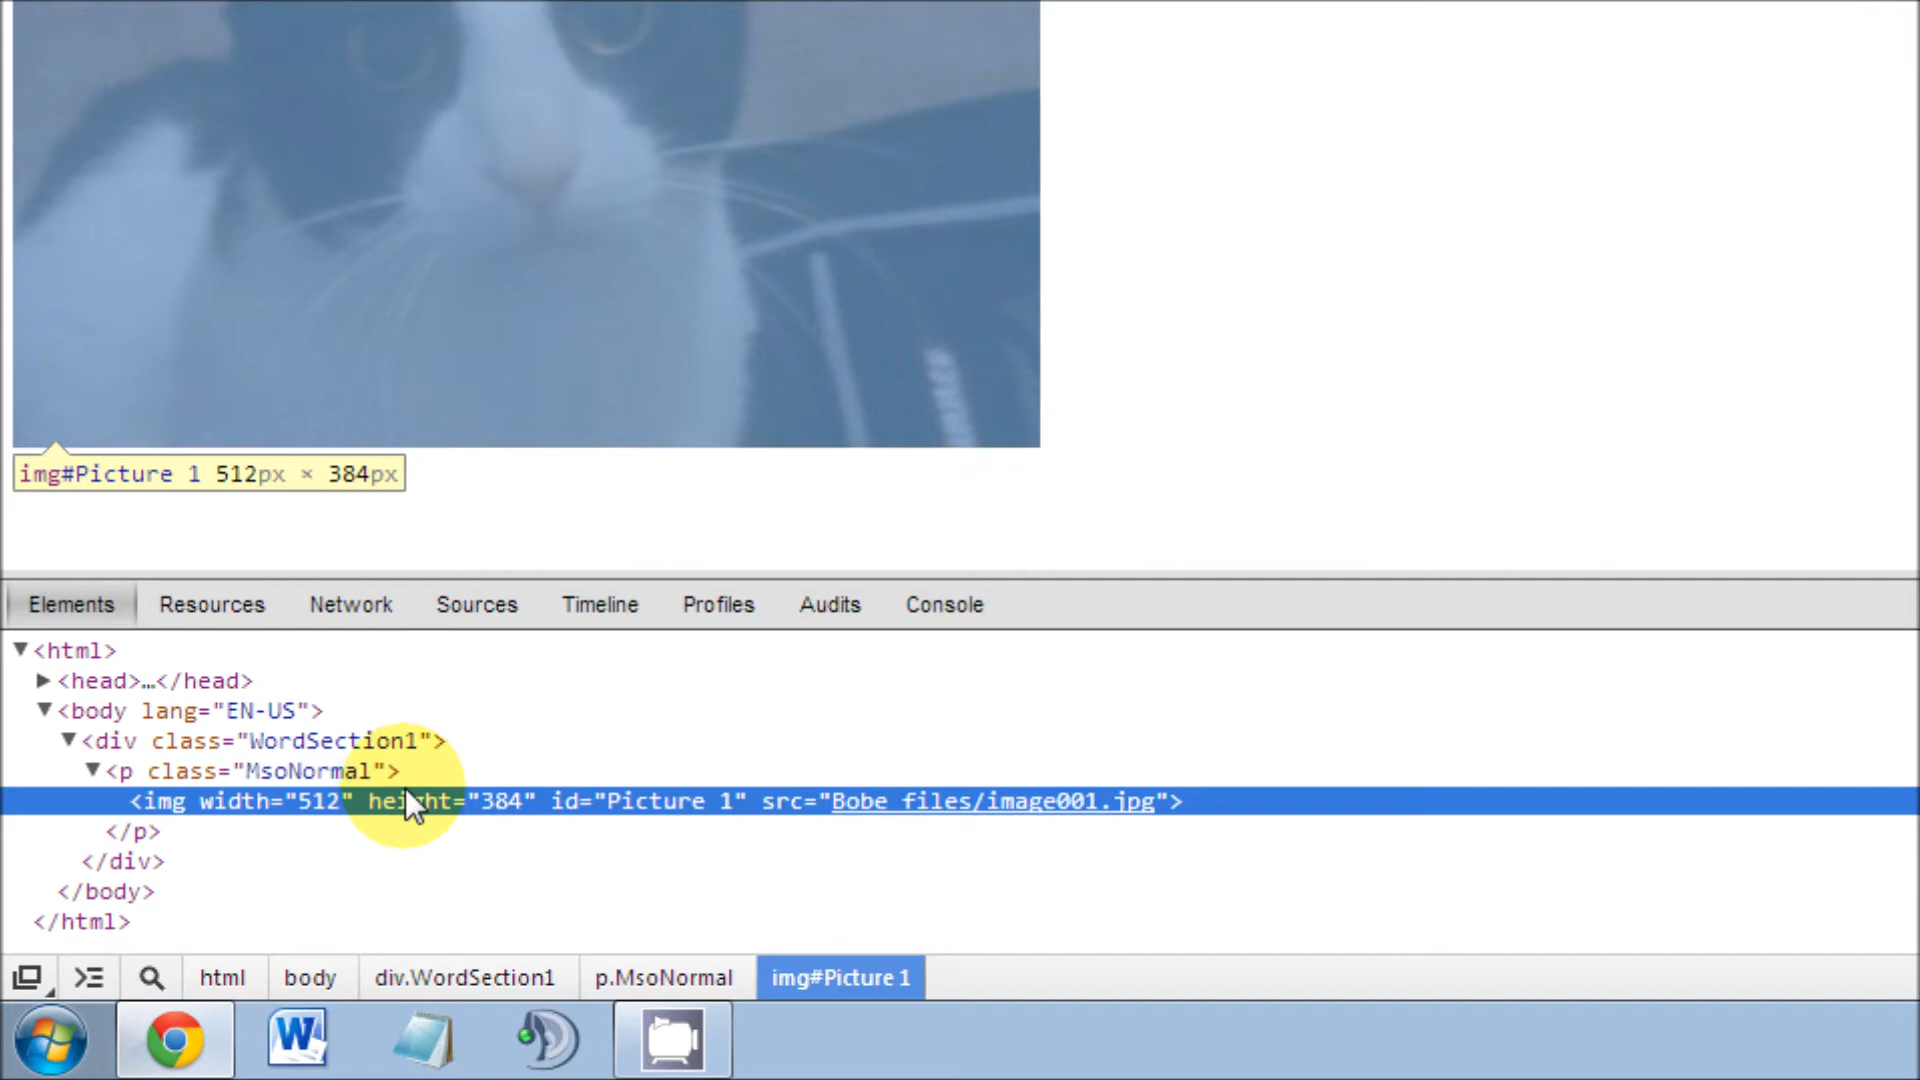 img#Picture 1 512px × 384px
Elements Resources Network Sources Timeline Profiles Audits Console
▼<html>
▶<head>…</head>
▼<body lang="EN-US">
▼<div class="WordSection1">
▼<p class="MsoNormal">
<img width="512" height="384" id="Picture 1" src="Bobe_files/image001.jpg">
</p>
</div>
</body>
</html>
html body div.WordSection1 p.MsoNormal img#Picture 1
W